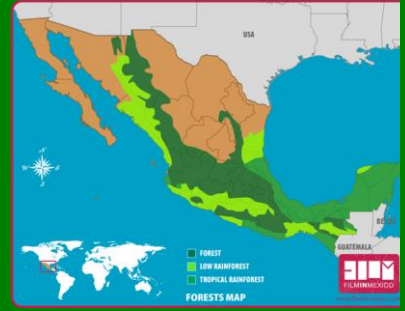 USA
BELIZE
GUATEMALA
FOREST
LOW RAINFOREST
TROPICAL RAINFOREST
FORESTS MAP
FILM
FILMINMEXICO